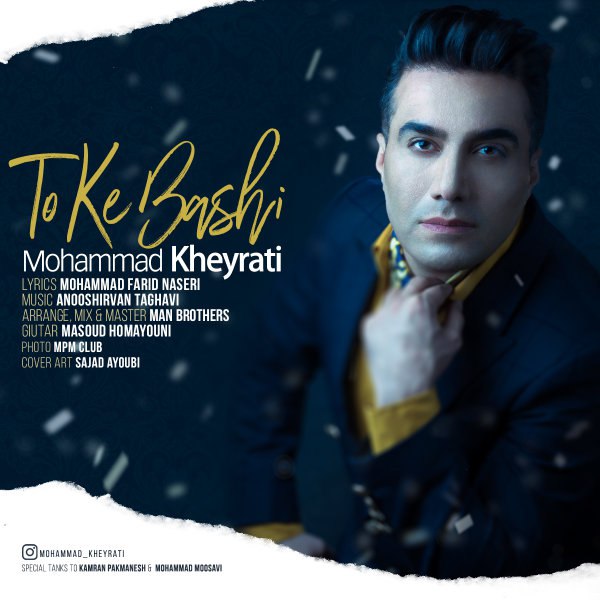 To Ke Bashi
Mohammad Kheyrati
LYRICS MOHAMMAD FARID NASERI
MUSIC ANOOSHIRVAN TAGHAVI
ARRANGE, MIX & MASTER MAN BROTHERS
GIUTAR MASOUD HOMAYOUNI
PHOTO MPM CLUB
COVER ART SAJAD AYOUBI
MOHAMMAD_KHEYRATI
SPECIAL TANKS TO KAMRAN PAKMANESH & MOHAMMAD MOOSAVI